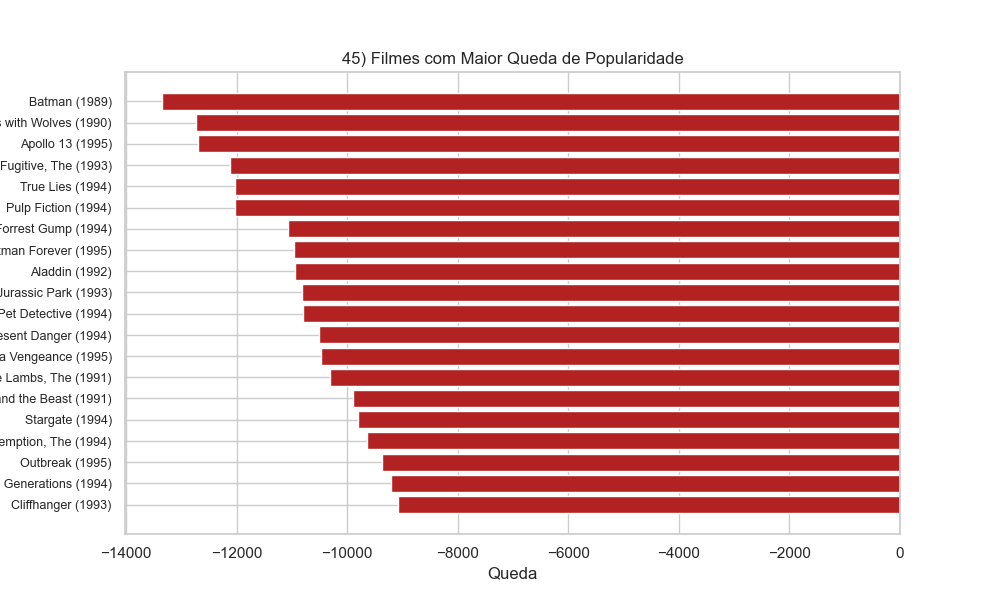 45) Filmes com Maior Queda de Popularidade
Batman (1989)
with Wolves (1990)
Apollo 13 (1995)
Fugitive, The (1993)
True Lies (1994)
Pulp Fiction (1994)
Forrest Gump (1994)
Forever (1995)
Aladdin (1992)
Jurassic Park (1993)
Pet Detective (1994)
Danger (1994)
a Vengeance (1995)
Lambs, The (1991)
and the Beast (1991)
Stargate (1994)
The (1994)
Outbreak (1995)
Generations (1994)
Cliffhanger (1993)
−14000 −12000 −10000 −8000 −6000 −4000 −2000 0
Queda